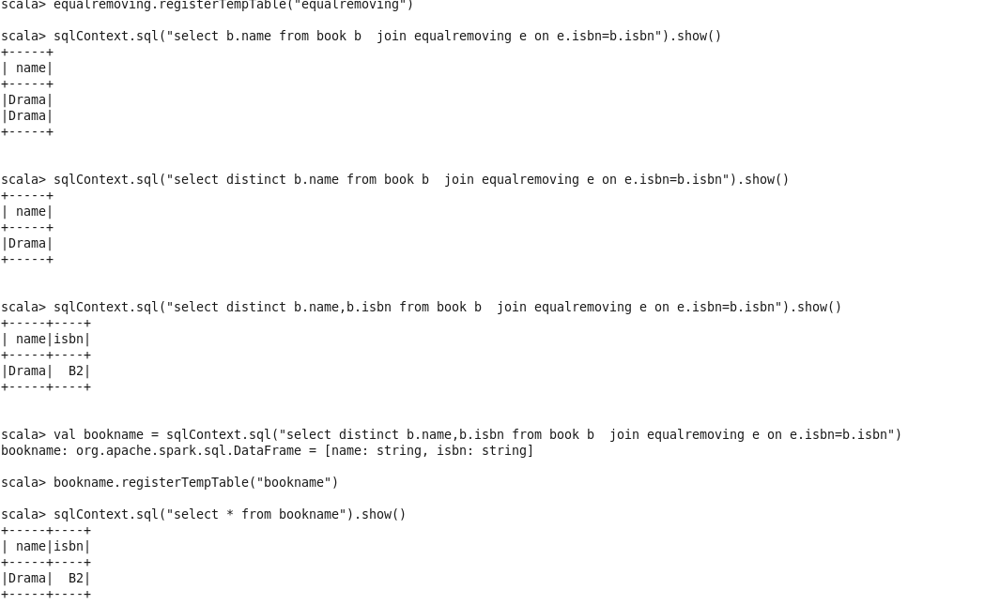 scala> equalremoving.registerTempTable("equalremoving")
scala> sqlContext.sql("select b.name from book b  join equalremoving e on e.isbn=b.isbn").show()
+-----+
| name|
+-----+
|Drama|
|Drama|
+-----+
scala> sqlContext.sql("select distinct b.name from book b  join equalremoving e on e.isbn=b.isbn").show()
+-----+
| name|
+-----+
|Drama|
+-----+
scala> sqlContext.sql("select distinct b.name,b.isbn from book b  join equalremoving e on e.isbn=b.isbn").show()
+-----+----+
| name|isbn|
+-----+----+
|Drama|  B2|
+-----+----+
scala> val bookname = sqlContext.sql("select distinct b.name,b.isbn from book b  join equalremoving e on e.isbn=b.isbn")
bookname: org.apache.spark.sql.DataFrame = [name: string, isbn: string]
scala> bookname.registerTempTable("bookname")
scala> sqlContext.sql("select * from bookname").show()
+-----+----+
| name|isbn|
+-----+----+
|Drama|  B2|
+-----+----+